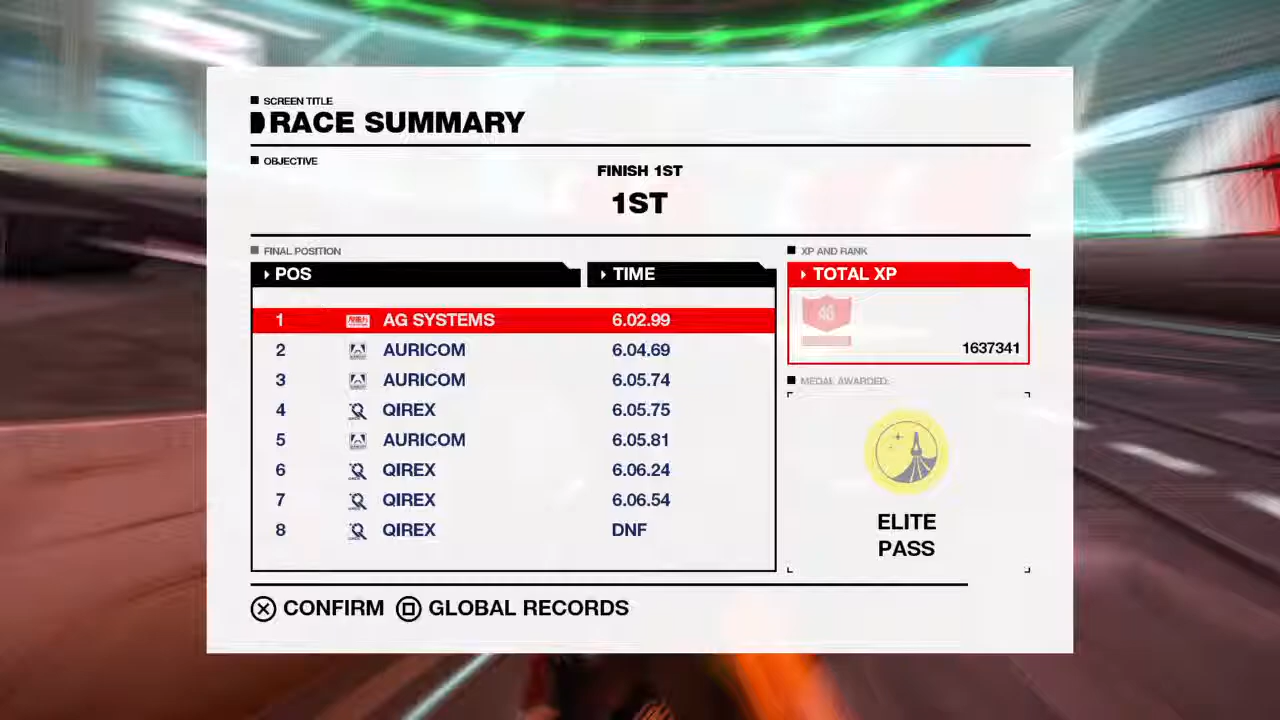 SCREEN TITLE
RACE SUMMARY
OBJECTIVE
FINISH 1ST
1ST
FINAL POSITION
POS TIME
1 AG SYSTEMS 6.02.99
2 AURICOM 6.04.69
3 AURICOM 6.05.74
4 QIREX 6.05.75
5 AURICOM 6.05.81
6 QIREX 6.06.24
7 QIREX 6.06.54
8 QIREX DNF
XP AND RANK
TOTAL XP
46
1637341
MEDAL AWARDED:
ELITE
PASS
CONFIRM GLOBAL RECORDS